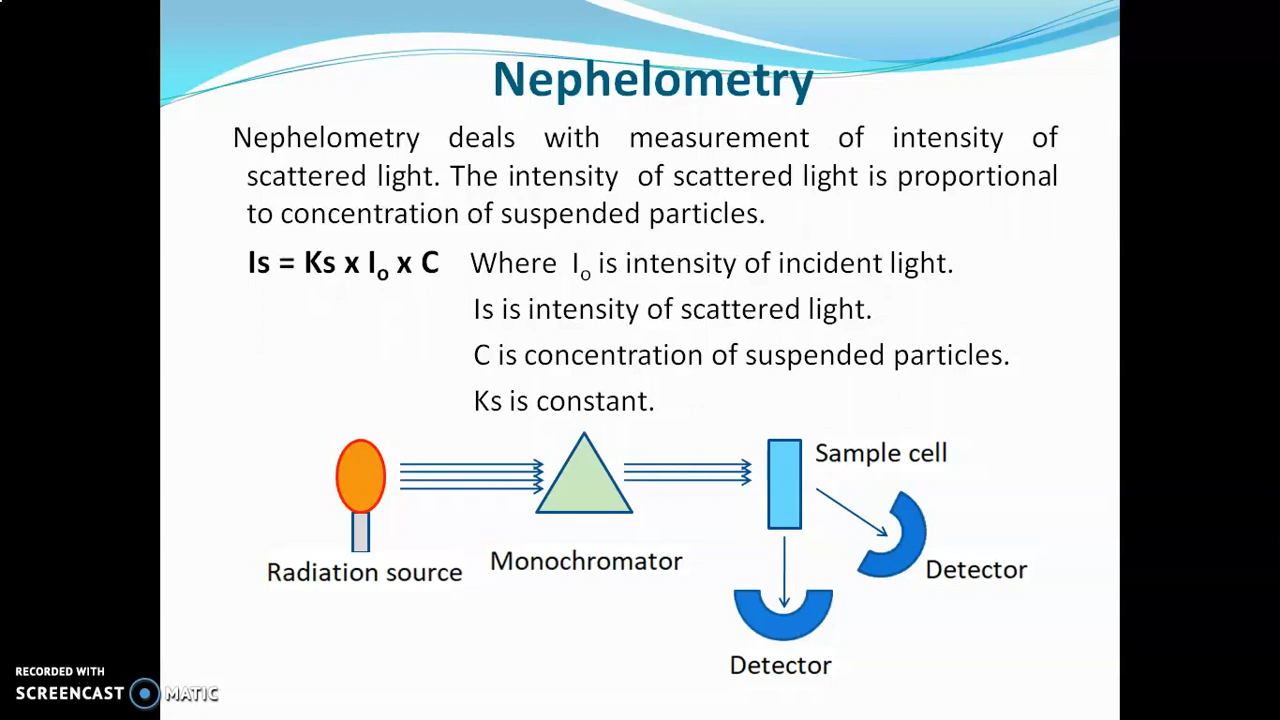 Nephelometry
Nephelometry deals with measurement of intensity of
scattered light. The intensity of scattered light is proportional
to concentration of suspended particles.
Is = Ks x Io x C Where Io is intensity of incident light.
Is is intensity of scattered light.
C is concentration of suspended particles.
Ks is constant.
Sample cell
Monochromator
Radiation source
Detector
Detector
RECORDED WITH
SCREENCAST MATIC